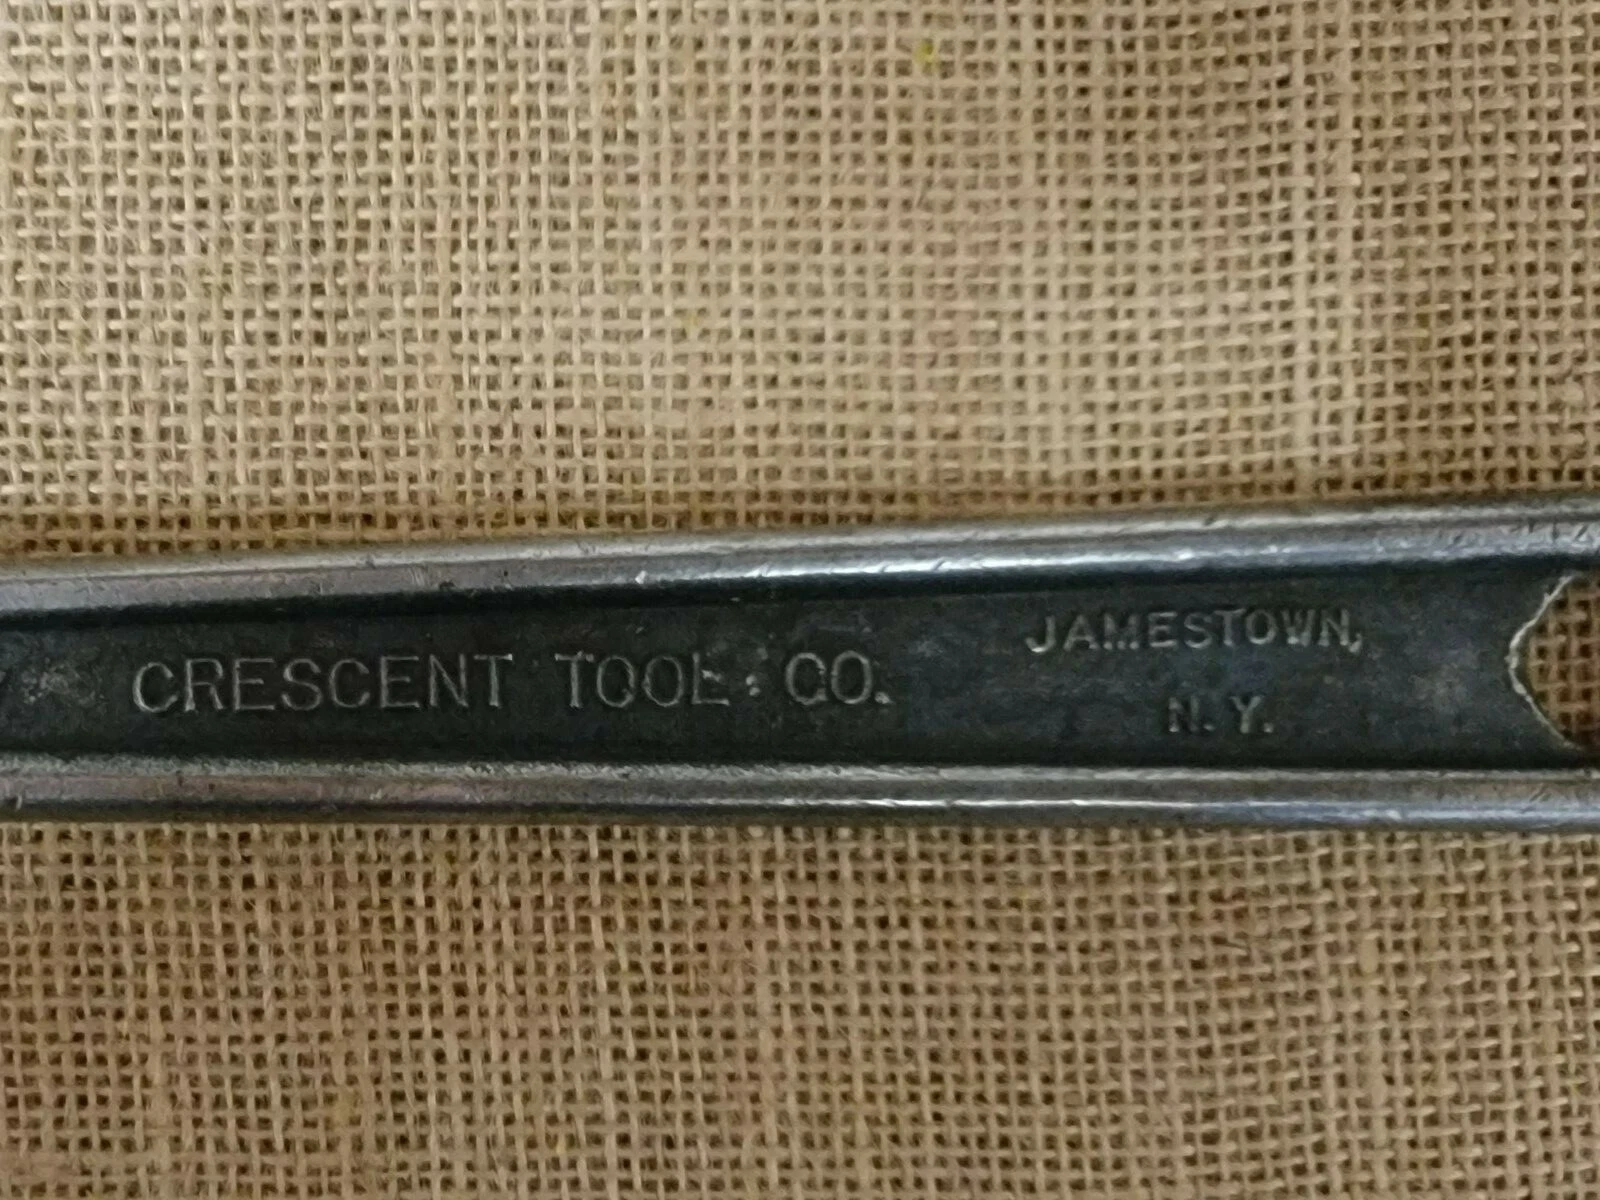 CRESCENT TOOL CO.
JAMESTOWN,
N.Y.